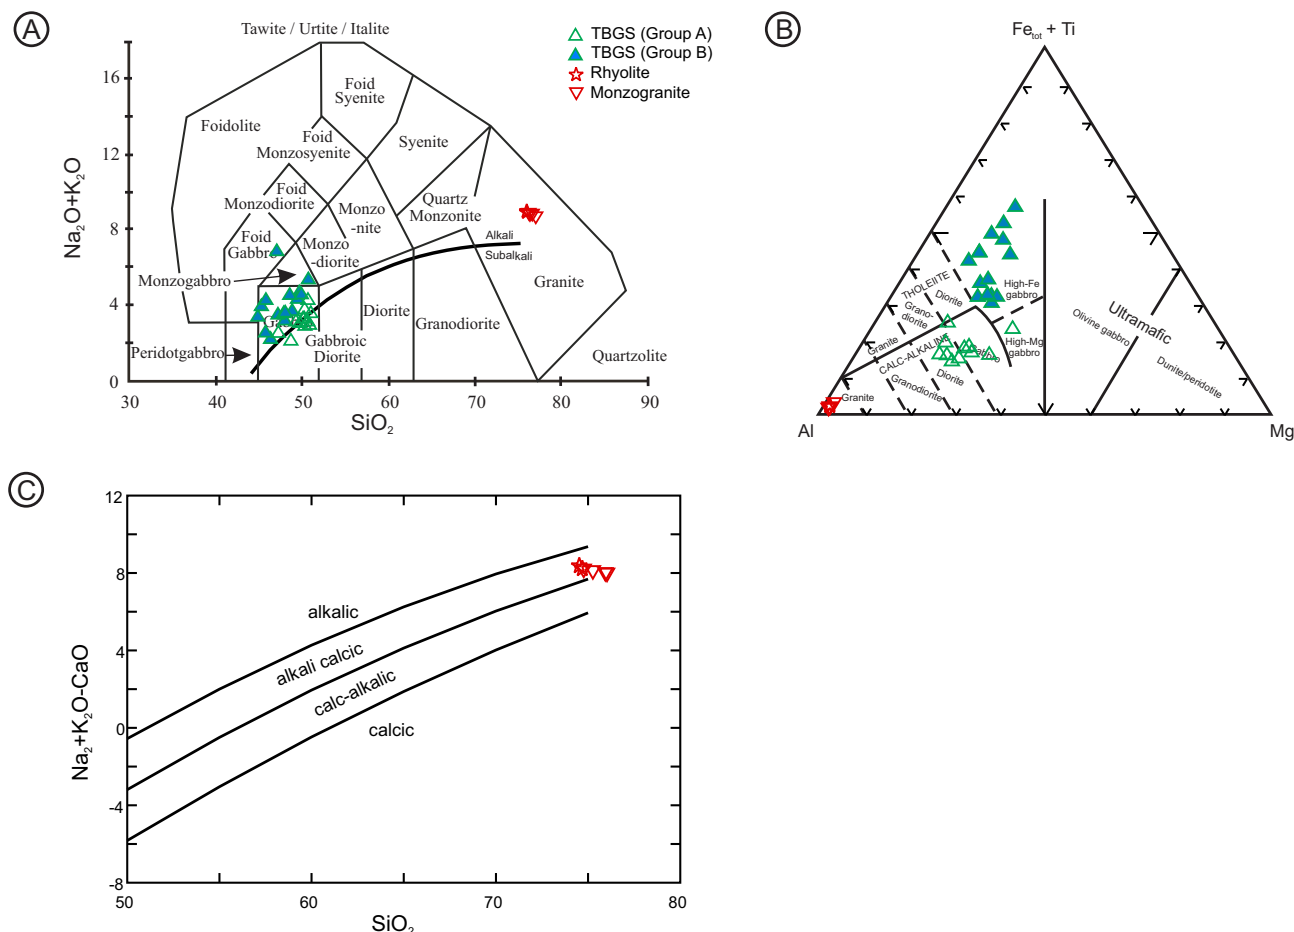 A
Tawite / Urtite / Italite
TBGS (Group A)
TBGS (Group B)
Rhyolite
Monzogranite
Na₂O+K₂O
16
12
8
4
0
30
40
50
60
70
80
90
SiO₂
Foid
Syenite
Foidolite
Foid
Monzosyenite
Syenite
Foid
Monzodiorite
Monzo
-nite
Quartz
Monzonite
Foid
Gabbro
Monzo
-diorite
Alkali
Subalkali
Monzogabbro
Granite
Diorite
Granodiorite
Gabbroic
Diorite
Peridotgabbro
Quartzolite
B
Fe tot + Ti
THOLEIITE
Diorite
High-Fe
gabbro
Grano-
diorite
Ultramafic
Olivine gabbro
Granite
High-Mg
gabbro
CALC-ALKALINE
Diorite
Granodiorite
Dunite/peridotite
Granite
Al
Mg
C
12
8
4
0
-4
-8
50
60
70
80
Na₂+K₂O-CaO
SiO₂
alkalic
alkali calcic
calc-alkalic
calcic